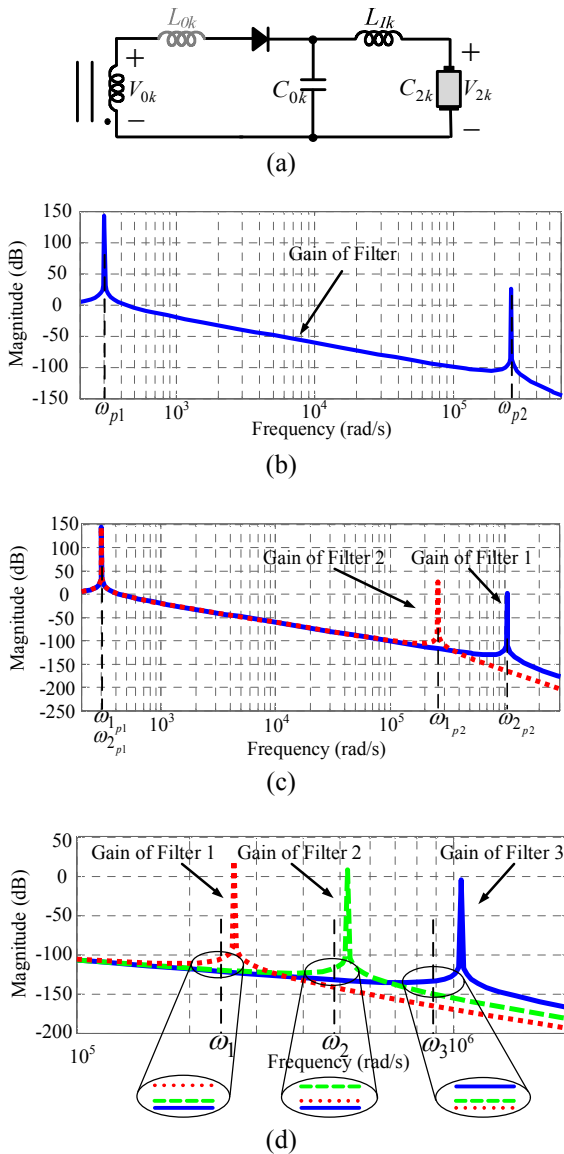 L0k L1k
+ +
V0k C0k C2k V2k
− −
(a)
150
100
50
0
-50
-100
-150
Magnitude (dB)
Gain of Filter
ωp1 10³ 10⁴ 10⁵ ωp2
Frequency (rad/s)
(b)
150
100
50
0
-50
-100
-150
-200
-250
Magnitude (dB)
Gain of Filter 2 Gain of Filter 1
ω1p1 10³ 10⁴ 10⁵ ω1p2 10⁶ ω2p2
ω2p1
Frequency (rad/s)
(c)
50
0
-50
-100
-150
-200
Magnitude (dB)
Gain of Filter 1 Gain of Filter 2 Gain of Filter 3
10⁵ ω1 ω2 ω3 10⁶
Frequency (rad/s)
(d)